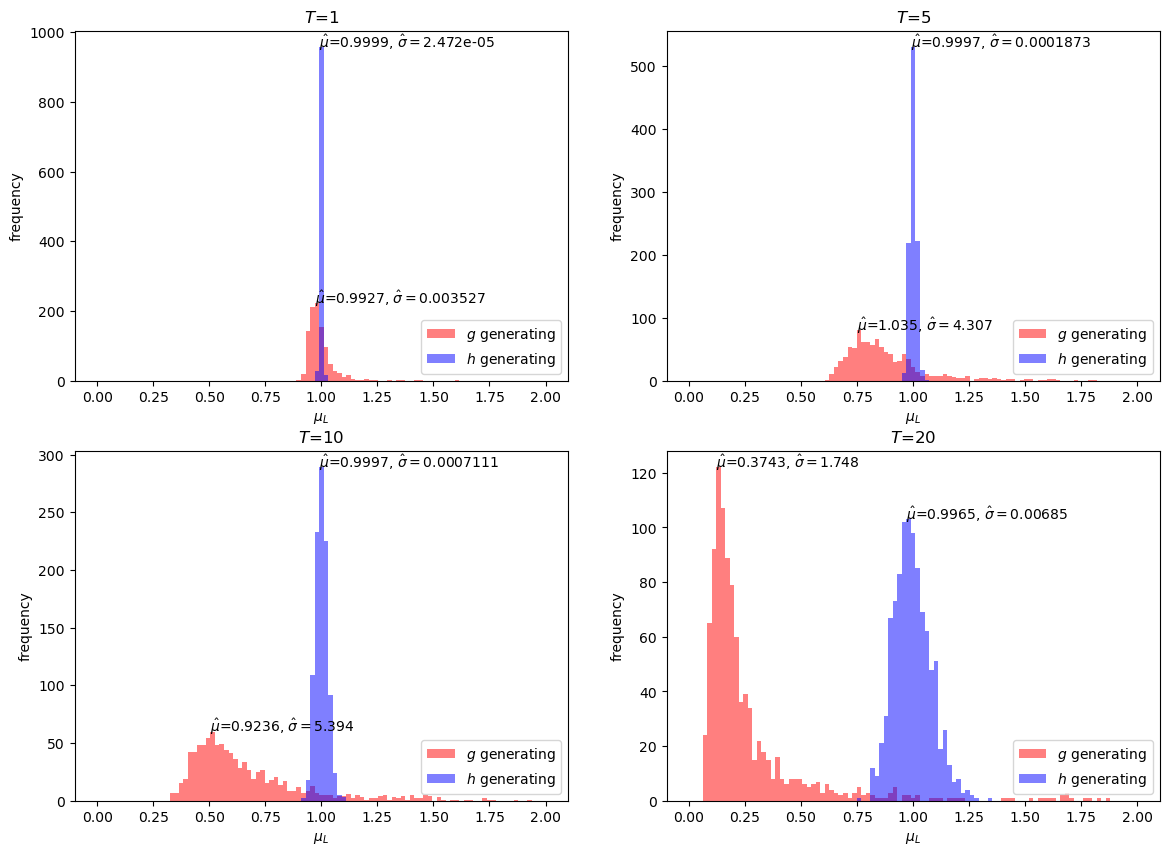 T=1
1000
800
600
400
200
0
frequency
μ̂=0.9999, σ̂ = 2.472e-05
μ̂=0.9927, σ̂ = 0.003527
g generating
h generating
0.00 0.25 0.50 0.75 1.00 1.25 1.50 1.75 2.00
μ_L
T=5
500
400
300
200
100
0
frequency
μ̂=0.9997, σ̂ = 0.0001873
μ̂=1.035, σ̂ = 4.307
g generating
h generating
0.00 0.25 0.50 0.75 1.00 1.25 1.50 1.75 2.00
μ_L
T=10
300
250
200
150
100
50
0
frequency
μ̂=0.9997, σ̂ = 0.0007111
μ̂=0.9236, σ̂ = 5.394
g generating
h generating
0.00 0.25 0.50 0.75 1.00 1.25 1.50 1.75 2.00
μ_L
T=20
120
100
80
60
40
20
0
frequency
μ̂=0.3743, σ̂ = 1.748
μ̂=0.9965, σ̂ = 0.00685
g generating
h generating
0.00 0.25 0.50 0.75 1.00 1.25 1.50 1.75 2.00
μ_L